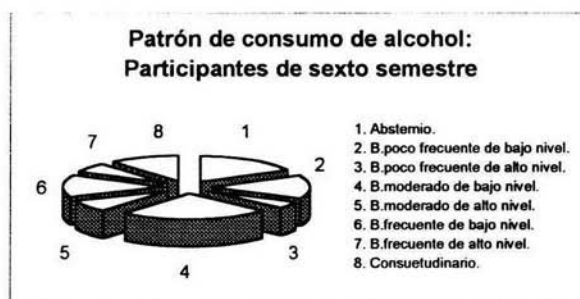 Patrón de consumo de alcohol:
Participantes de sexto semestre
1
2
3
4
5
6
7
8
1. Abstemio.
2. B.poco frecuente de bajo nivel.
3. B.poco frecuente de alto nivel.
4. B.moderado de bajo nivel.
5. B.moderado de alto nivel.
6. B.frecuente de bajo nivel.
7. B.frecuente de alto nivel.
8. Consuetudinario.